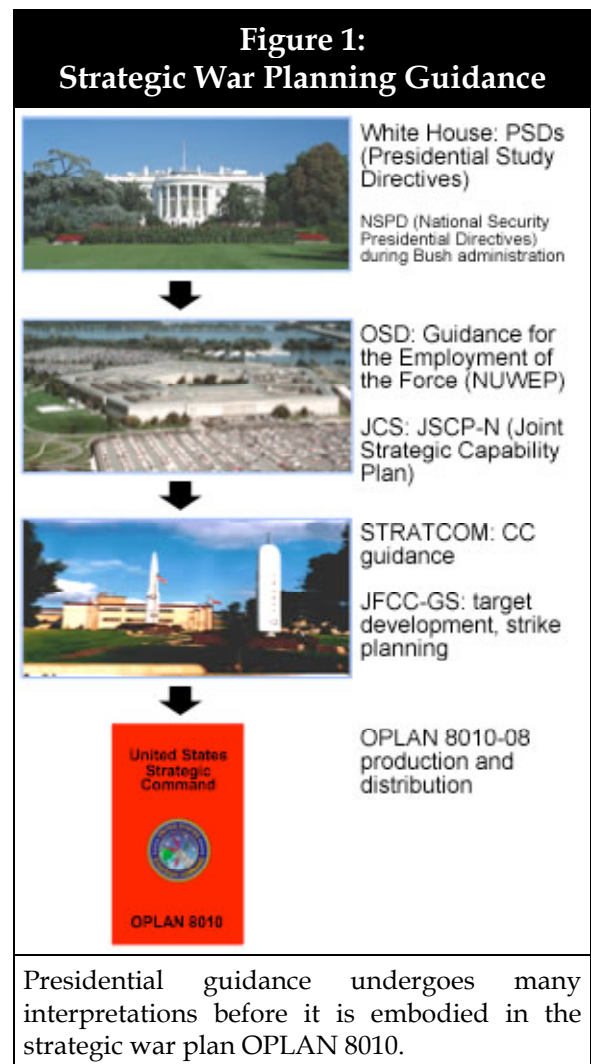 Figure 1:
Strategic War Planning Guidance
White House: PSDs
(Presidential Study
Directives)
NSPD (National Security
Presidential Directives)
during Bush administration
OSD: Guidance for
the Employment of
the Force (NUWEP)
JCS: JSCP-N (Joint
Strategic Capability
Plan)
STRATCOM: CC
guidance
JFCC-GS: target
development, strike
planning
OPLAN 8010-08
production and
distribution
United States
Strategic
Command
OPLAN 8010
Presidential guidance undergoes many
interpretations before it is embodied in the
strategic war plan OPLAN 8010.